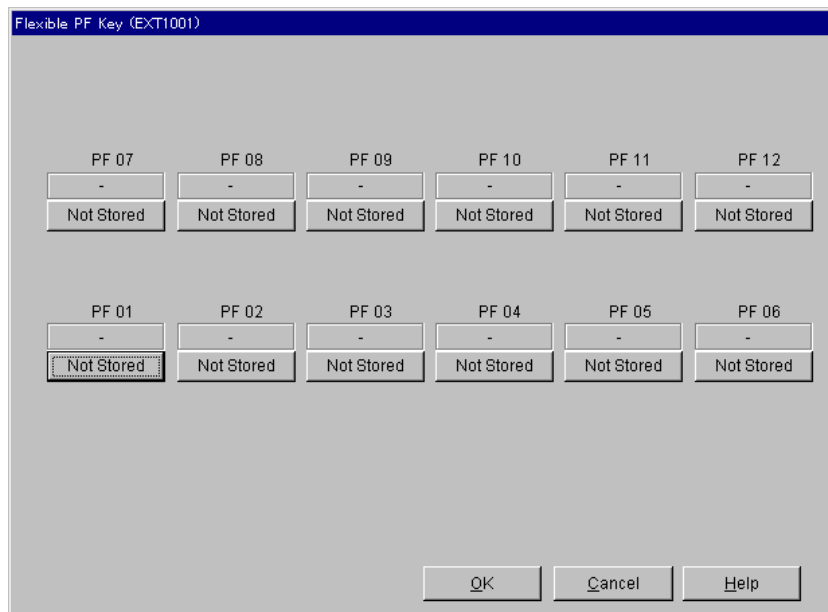 Flexible PF Key (EXT1001)
PF 07 PF 08 PF 09 PF 10 PF 11 PF 12
- - - - - -
Not Stored Not Stored Not Stored Not Stored Not Stored Not Stored
PF 01 PF 02 PF 03 PF 04 PF 05 PF 06
- - - - - -
Not Stored Not Stored Not Stored Not Stored Not Stored Not Stored
OK Cancel Help